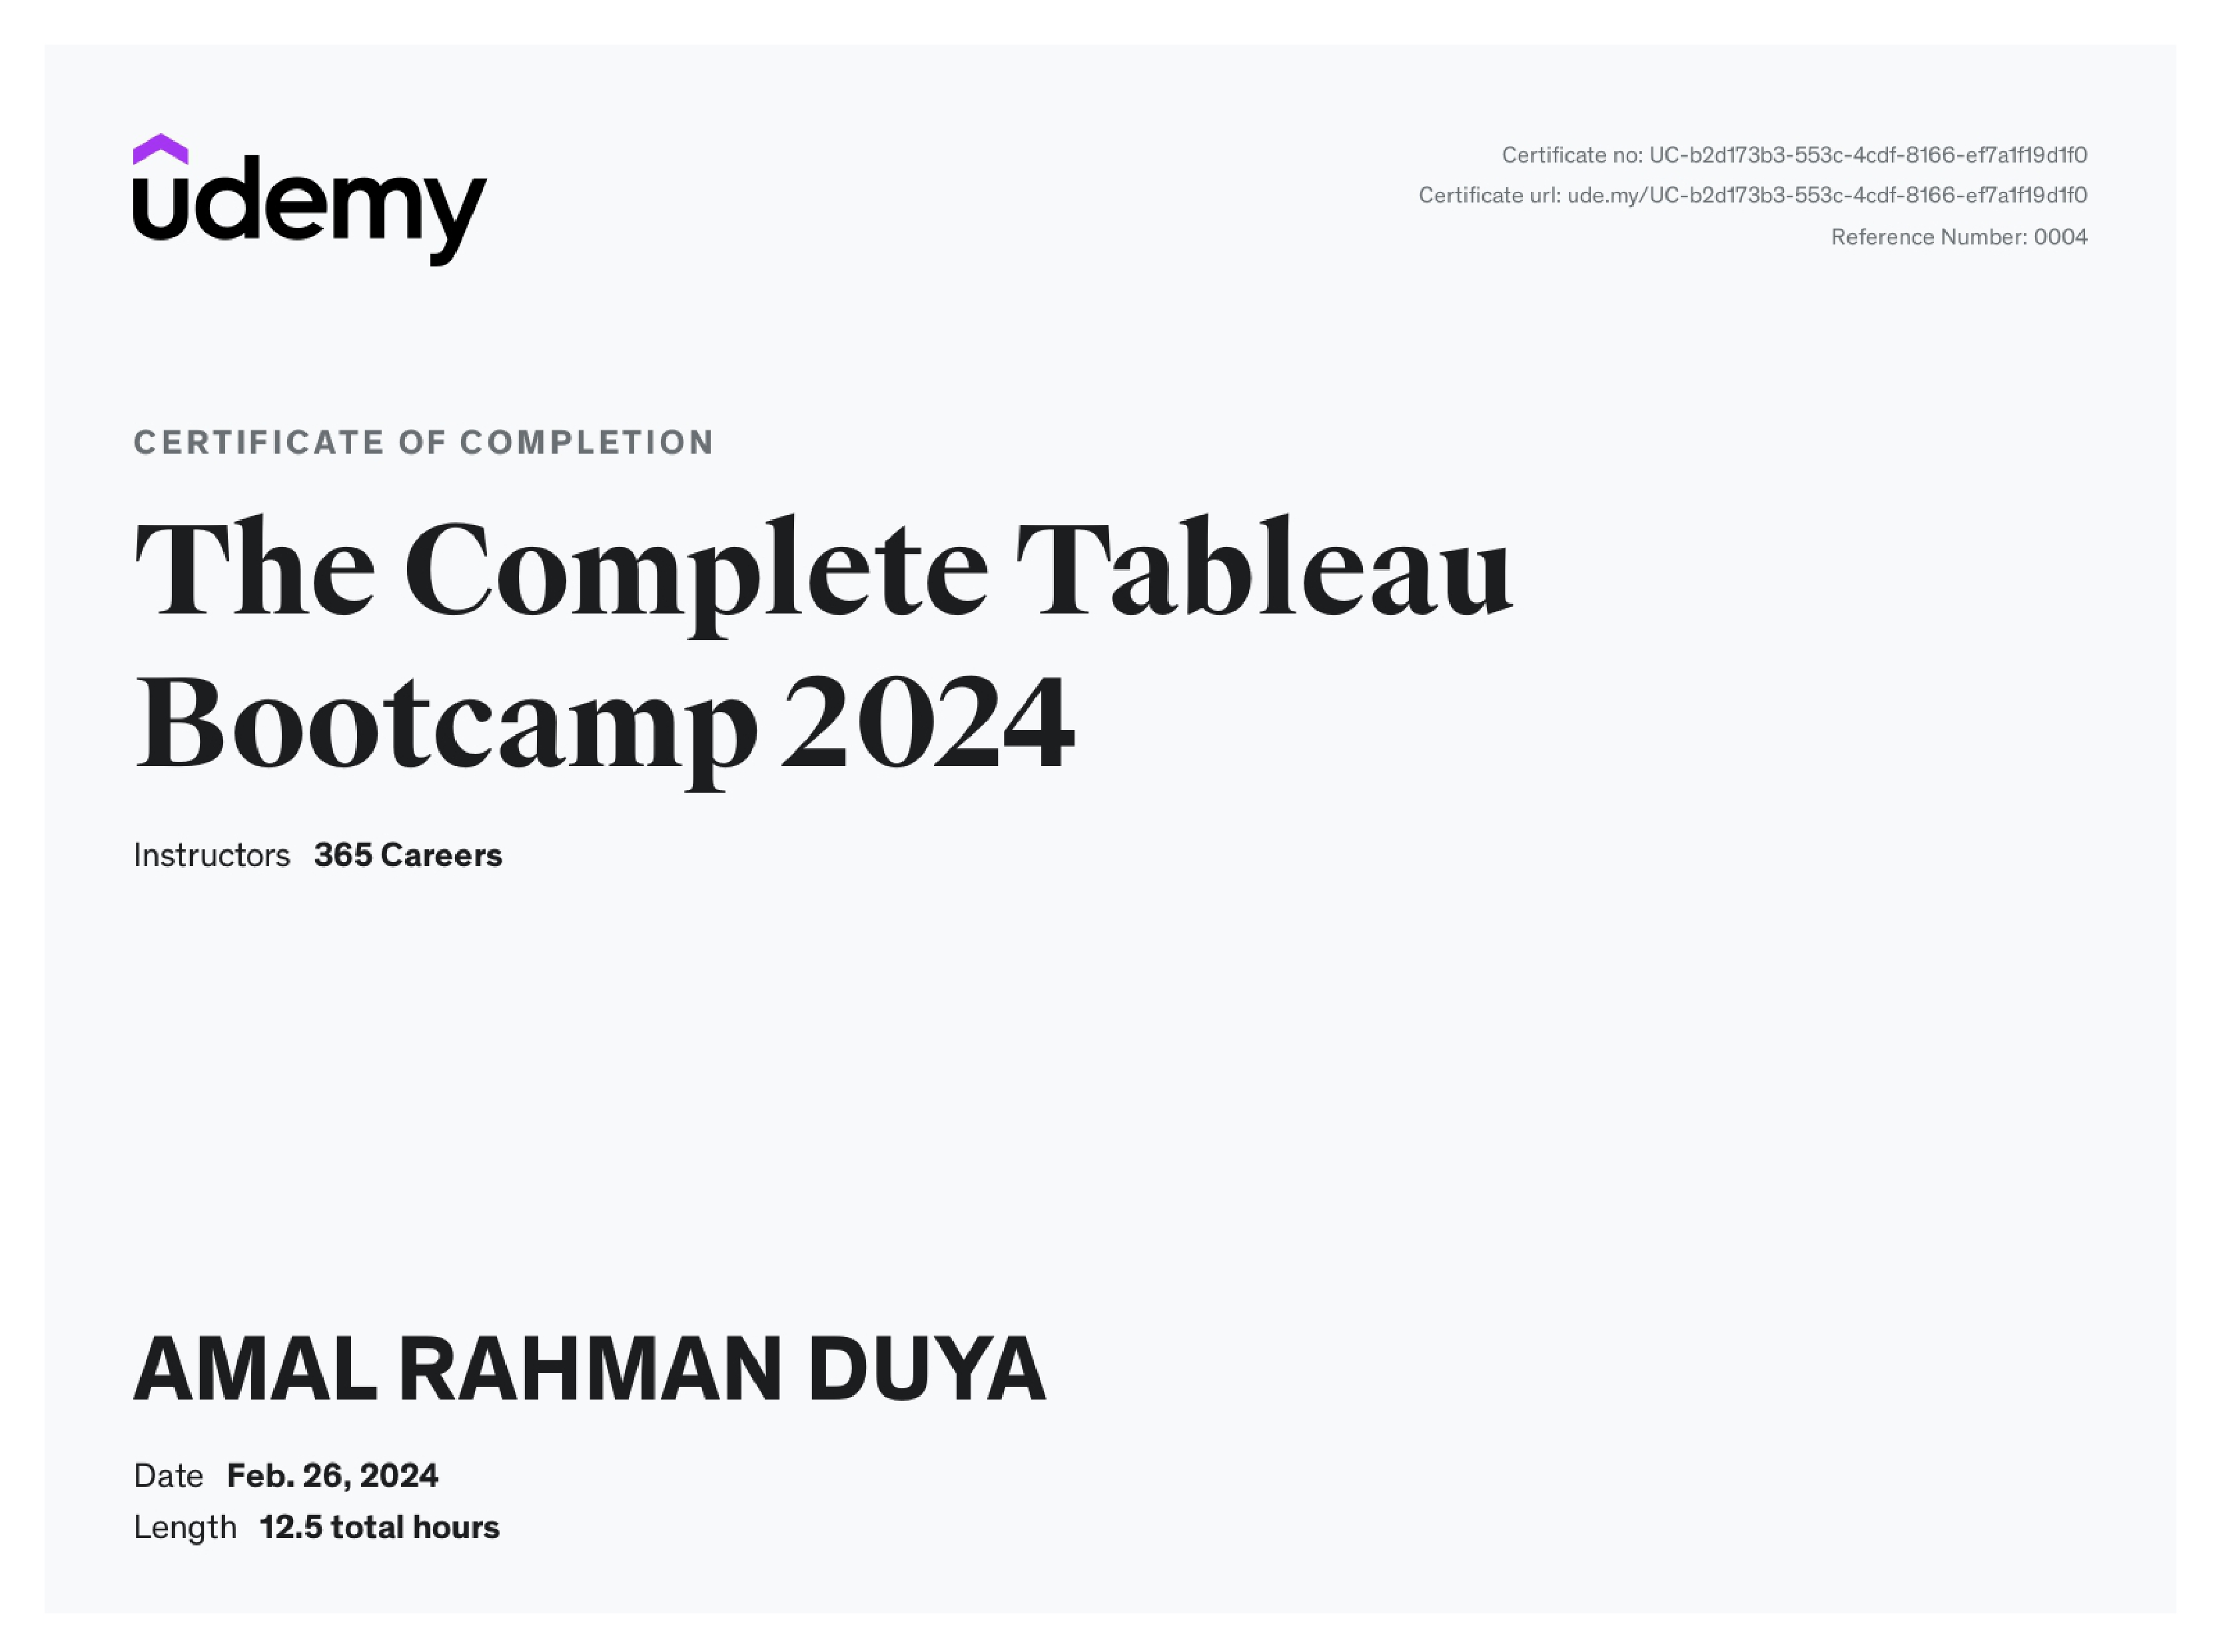 udemy
Certificate no: UC-b2d173b3-553c-4cdf-8166-ef7a1f19d1f0
Certificate url: ude.my/UC-b2d173b3-553c-4cdf-8166-ef7a1f19d1f0
Reference Number: 0004
CERTIFICATE OF COMPLETION
The Complete Tableau
Bootcamp 2024
Instructors 365 Careers
AMAL RAHMAN DUYA
Date Feb. 26, 2024
Length 12.5 total hours